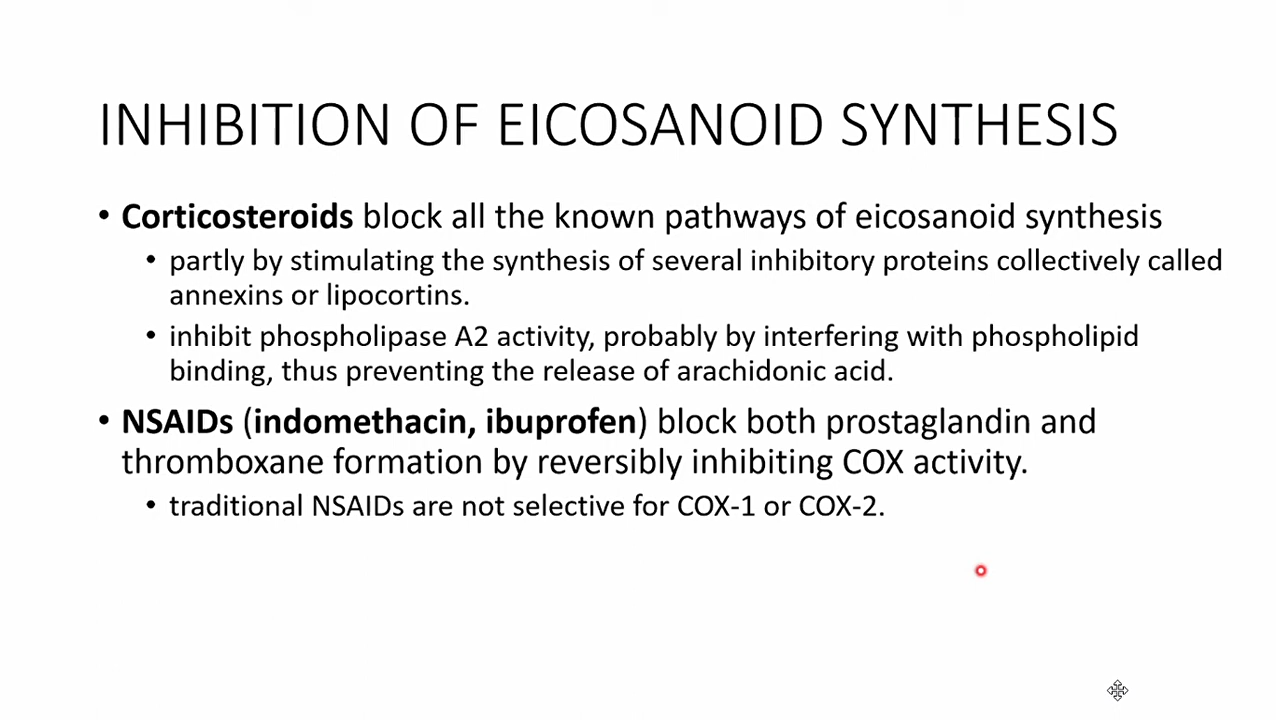 INHIBITION OF EICOSANOID SYNTHESIS
• Corticosteroids block all the known pathways of eicosanoid synthesis
• partly by stimulating the synthesis of several inhibitory proteins collectively called
annexins or lipocortins.
• inhibit phospholipase A2 activity, probably by interfering with phospholipid
binding, thus preventing the release of arachidonic acid.
• NSAIDs (indomethacin, ibuprofen) block both prostaglandin and
thromboxane formation by reversibly inhibiting COX activity.
• traditional NSAIDs are not selective for COX-1 or COX-2.